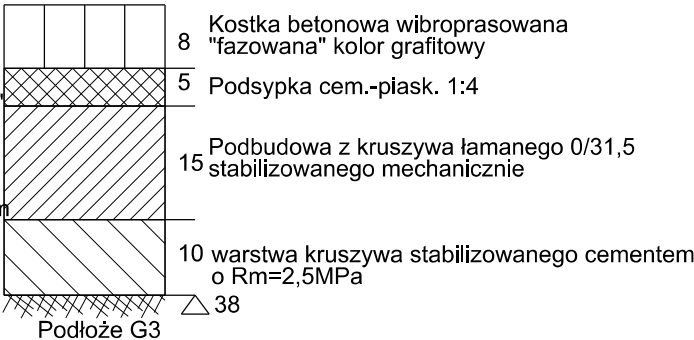 8 Kostka betonowa wibroprasowana
"fazowana" kolor grafitowy
5 Podsypka cem.-piask. 1:4
15 Podbudowa z kruszywa łamanego 0/31,5
stabilizowanego mechanicznie
10 warstwa kruszywa stabilizowanego cementem
o Rm=2,5MPa
38
Podłoże G3